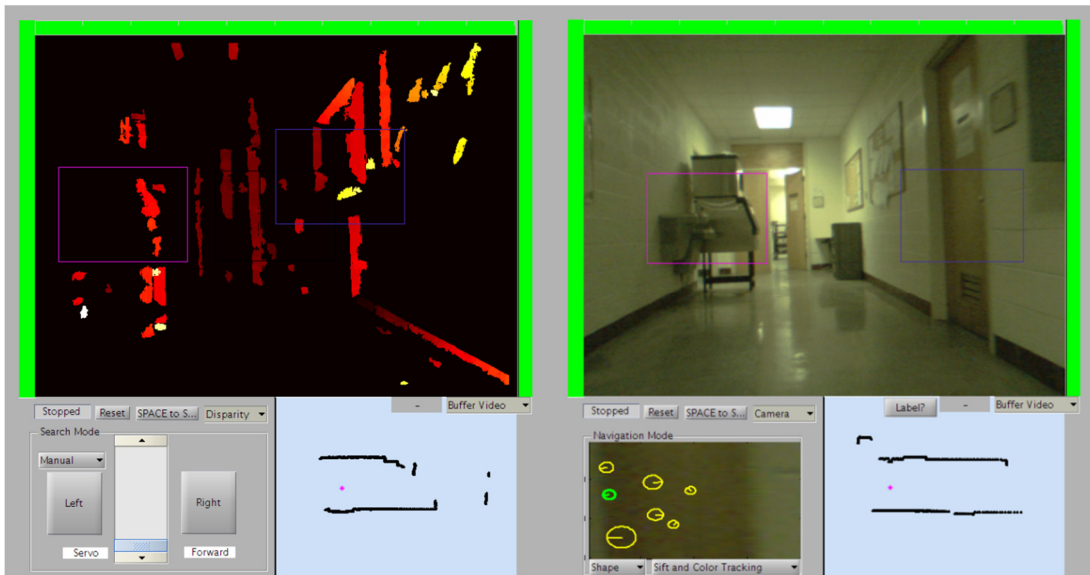 Stopped
Reset
SPACE to S...
Disparity
-
Buffer Video
Search Mode
Manual
Left
Right
Servo
Forward
Stopped
Reset
SPACE to S...
Camera
Label?
-
Buffer Video
Navigation Mode
Shape
Sift and Color Tracking